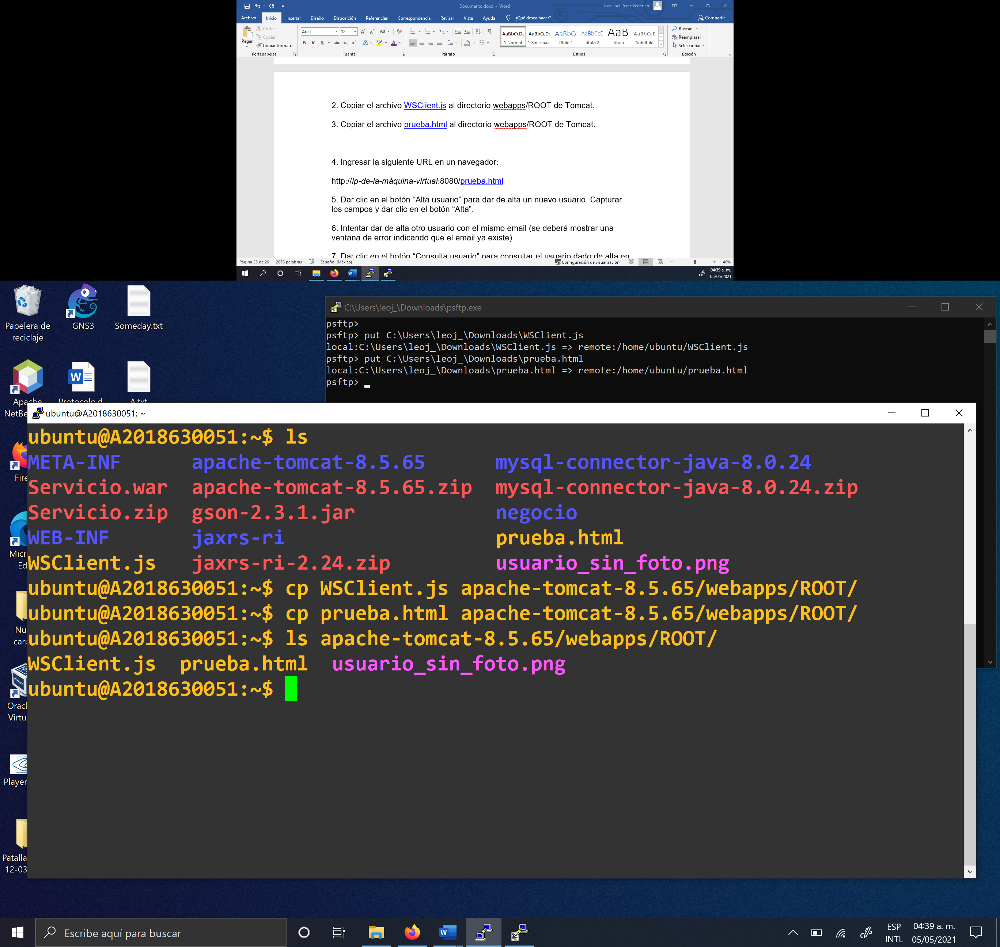 Documento.docx - Word
Jose Joel Perez Federico
Archivo Inicio Insertar Diseño Disposición Referencias Correspondencia Revisar Vista Ayuda ¿Qué desea hacer? Compartir
Pegar
Cortar
Copiar
Copiar formato
Portapapeles
Arial 12
N K S abc x₂ x²
Fuente
Párrafo
AaBbCcDc AaBbCcDc AaBbCc AaBbCcE AaB AaBbCcC
¶ Normal ¶ Sin espa... Título 1 Título 2 Título Subtítulo
Estilos
Buscar
Reemplazar
Seleccionar
Edición
2. Copiar el archivo WSClient.js al directorio webapps/ROOT de Tomcat.
3. Copiar el archivo prueba.html al directorio webapps/ROOT de Tomcat.
4. Ingresar la siguiente URL en un navegador:
http://ip-de-la-máquina-virtual:8080/prueba.html
5. Dar clic en el botón “Alta usuario” para dar de alta un nuevo usuario. Capturar
los campos y dar clic en el botón “Alta”.
6. Intentar dar de alta otro usuario con el mismo email (se deberá mostrar una
ventana de error indicando que el email ya existe)
7. Dar clic en el botón “Consulta usuario” para consultar el usuario dado de alta en
Página 25 de 26 2076 palabras Español (México) Configuración de visualización 140%
04:39 a. m.
05/05/2021
Papelera de
reciclaje
GNS3
Someday.txt
C:\Users\leoj_\Downloads\psftp.exe
psftp>
psftp> put C:\Users\leoj_\Downloads\WSClient.js
local:C:\Users\leoj_\Downloads\WSClient.js => remote:/home/ubuntu/WSClient.js
psftp> put C:\Users\leoj_\Downloads\prueba.html
local:C:\Users\leoj_\Downloads\prueba.html => remote:/home/ubuntu/prueba.html
psftp>
Apache
NetBe
Protocolo d
A.txt
Fire
Micr
Ed
Nu
carp
Orac
Virtu
Player
Patalla
12-03
ubuntu@A2018630051: ~
ubuntu@A2018630051:~$ ls
META-INF apache-tomcat-8.5.65 mysql-connector-java-8.0.24
Servicio.war apache-tomcat-8.5.65.zip mysql-connector-java-8.0.24.zip
Servicio.zip gson-2.3.1.jar negocio
WEB-INF jaxrs-ri prueba.html
WSClient.js jaxrs-ri-2.24.zip usuario_sin_foto.png
ubuntu@A2018630051:~$ cp WSClient.js apache-tomcat-8.5.65/webapps/ROOT/
ubuntu@A2018630051:~$ cp prueba.html apache-tomcat-8.5.65/webapps/ROOT/
ubuntu@A2018630051:~$ ls apache-tomcat-8.5.65/webapps/ROOT/
WSClient.js prueba.html usuario_sin_foto.png
ubuntu@A2018630051:~$
Escribe aquí para buscar
ESP
INTL
04:39 a. m.
05/05/2021